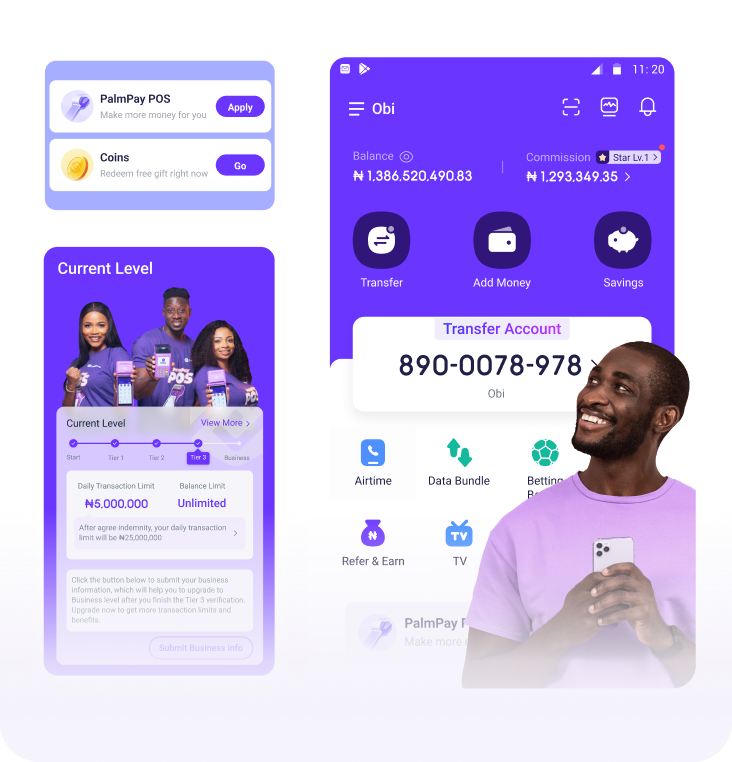 PalmPay POS
Make more money for you
Apply
Coins
Redeem free gift right now
Go
Current Level
POS
Current Level
View More
Start
Tier 1
Tier 2
Tier 3
Business
Daily Transaction Limit
Balance Limit
₦5,000,000
Unlimited
After agree indemnity, your daily transaction
limit will be ₦25,000,000
Click the button below to submit your business
information, which will help you to upgrade to
Business level after you finish the Tier 3 verification.
Upgrade now to get more transaction limits and
benefits.
Submit Business Info
11: 20
Obi
Balance
Commission
Star Lv.1
₦ 1,386,520,490.83
₦ 1,293,349.35
Transfer
Add Money
Savings
Transfer Account
890-0078-978
Obi
Airtime
Data Bundle
Betting
₦
TV
Refer & Earn
TV
PalmPay
Make more